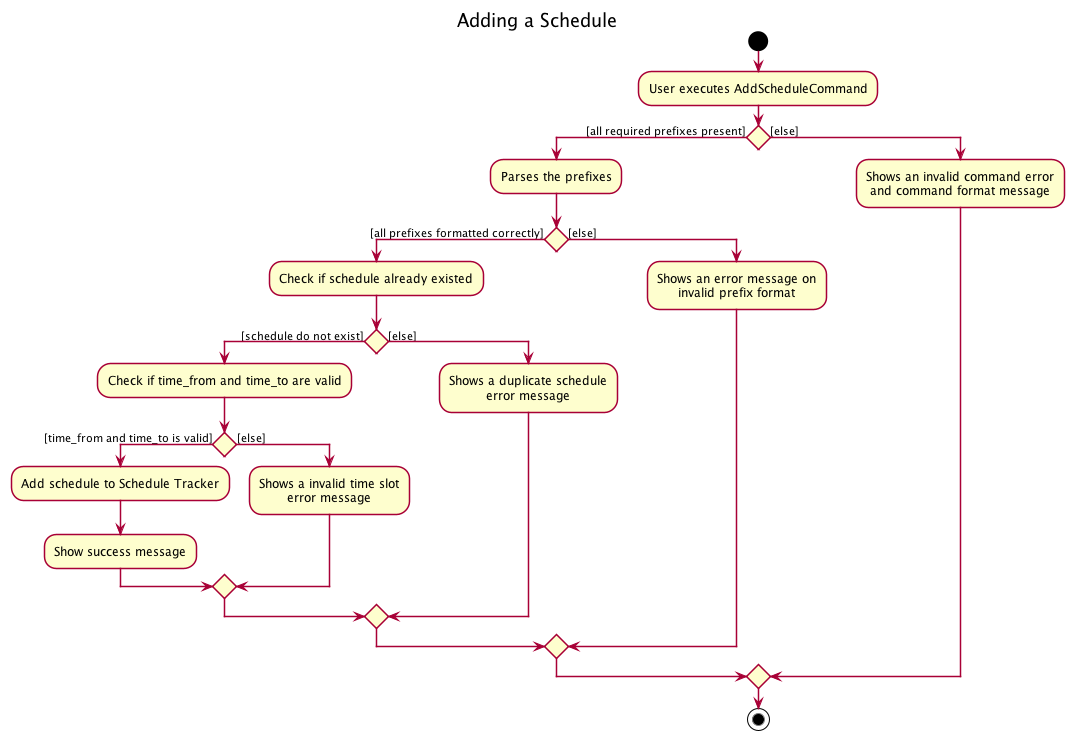 Adding a Schedule
User executes AddScheduleCommand
[all required prefixes present]
[else]
Parses the prefixes
Shows an invalid command error
and command format message
[all prefixes formatted correctly]
[else]
Check if schedule already existed
Shows an error message on
invalid prefix format
[schedule do not exist]
[else]
Check if time_from and time_to are valid
Shows a duplicate schedule
error message
[time_from and time_to is valid]
[else]
Add schedule to Schedule Tracker
Shows a invalid time slot
error message
Show success message